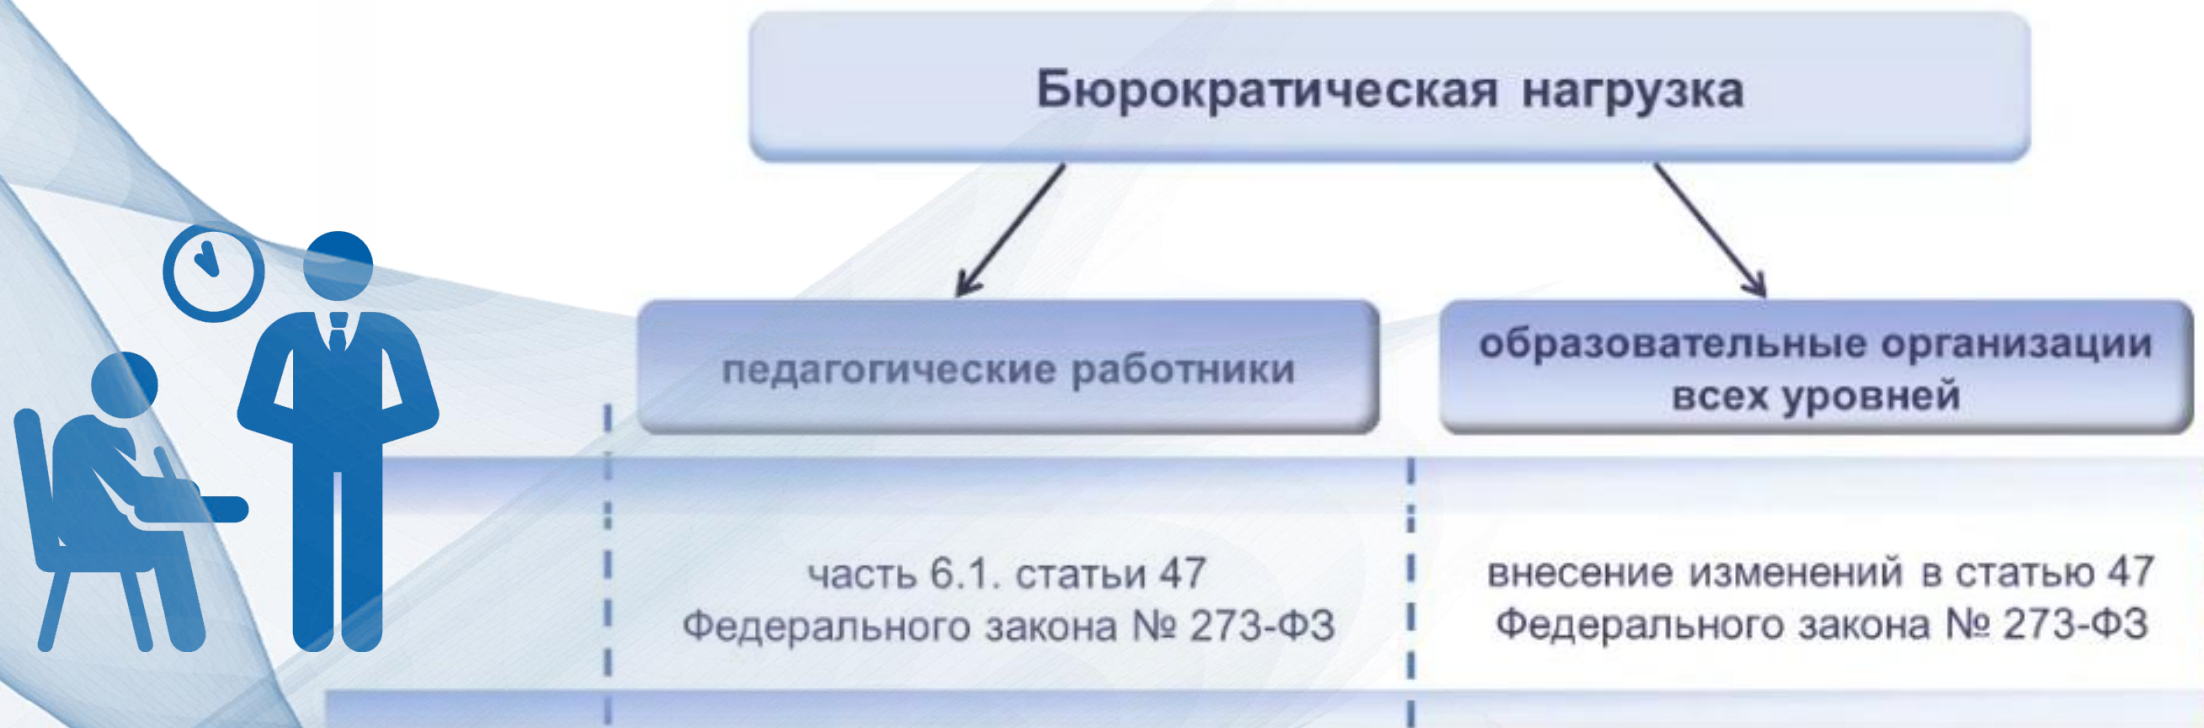 Бюрократическая нагрузка
педагогические работники
образовательные организации
всех уровней
часть 6.1. статьи 47
Федерального закона № 273-ФЗ
внесение изменений в статью 47
Федерального закона № 273-ФЗ